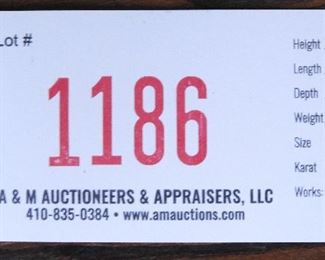 Lot #
1186
A & M AUCTIONEERS & APPRAISERS, LLC
410-835-0384 • www.amauctions.com
Height
Length
Depth
Weight
Size
Karat
Works: